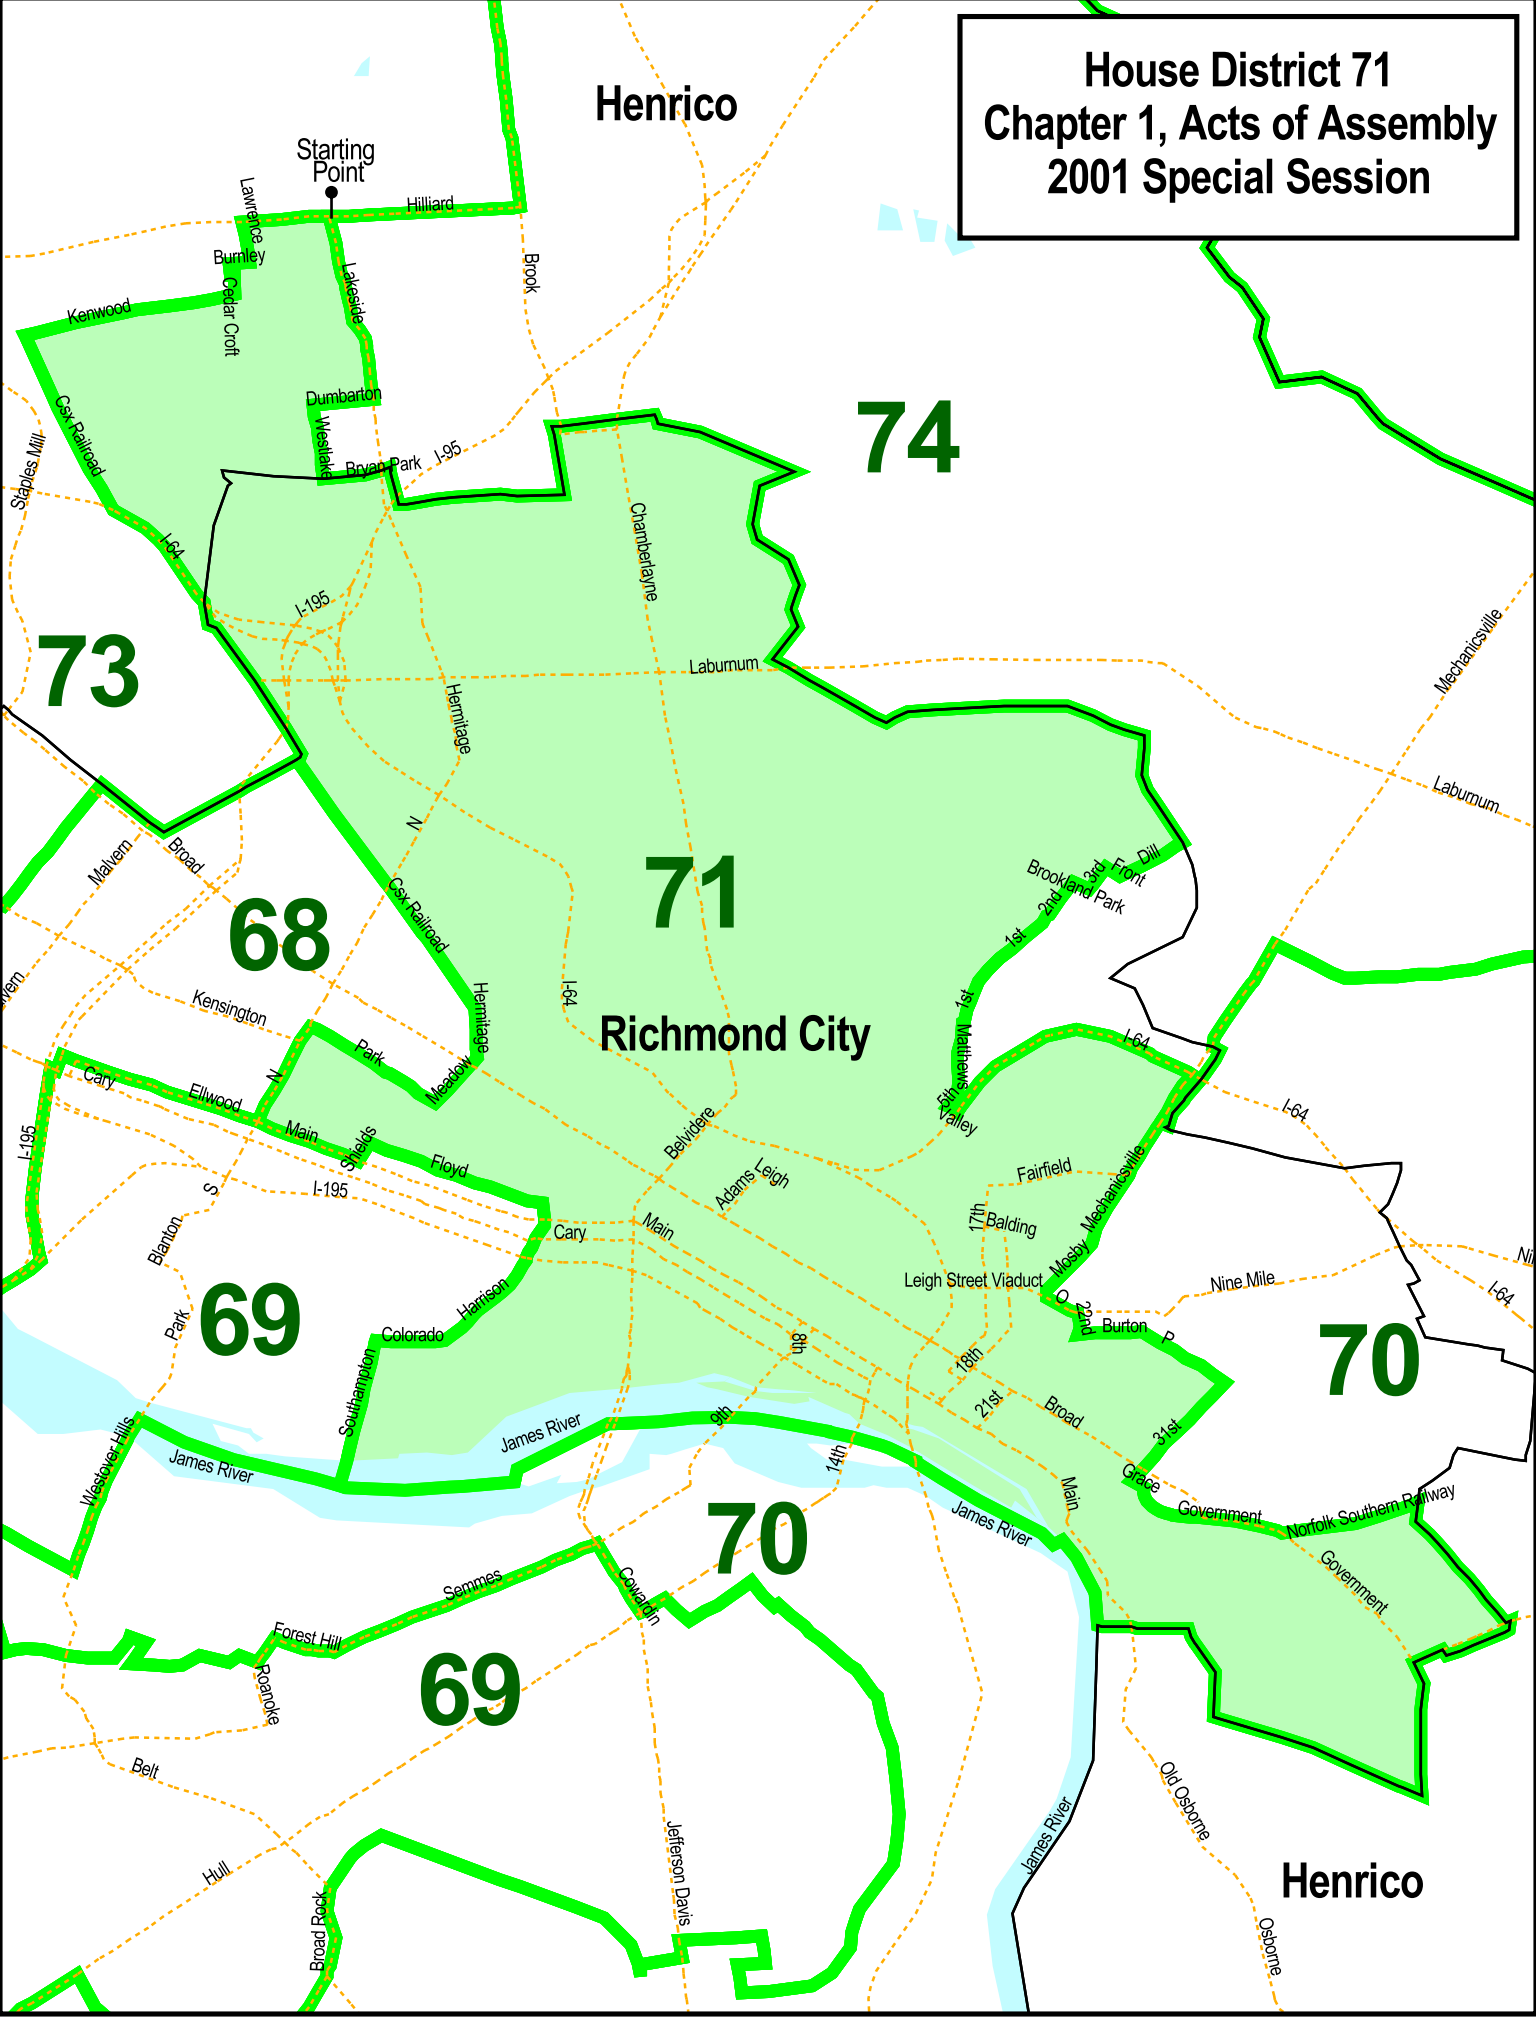 House District 71
Chapter 1, Acts of Assembly
2001 Special Session
Henrico
Starting
Point
Lawrence
Hilliard
Burnley
Cedar Croft
Lakeside
Brook
Kenwood
Dumbarton
Westlake
Bryan Park
I-95
74
Csx Railroad
Staples Mill
I-64
Chamberlayne
I-195
73
Laburnum
Mechanicsville
Hermitage
Laburnum
N
Malvern
Broad
71
Dill
Front
3rd
Brookland Park
2nd
1st
68
Csx Railroad
Kensington
I-64
Hermitage
1st
Richmond City
Matthews
I-64
Park
Meadow
N
Cary
Ellwood
5th
Valley
I-64
Main
Shields
Floyd
Belvidere
I-195
I-195
S
Adams
Leigh
Fairfield
17th
Balding
Mechanicsville
Blanton
Cary
Main
Mosby
Leigh Street Viaduct
Nine Mile
I-64
Harrison
O
22nd
69
Park
Colorado
8th
Burton
P
70
18th
Southampton
21st
Broad
9th
31st
James River
Westover Hills
James River
14th
Grace
Main
James River
Government
Norfolk Southern Railway
70
Government
Semmes
Cowardin
Forest Hill
Roanoke
69
Belt
Old Osborne
Jefferson Davis
James River
Hull
Henrico
Broad Rock
Osborne